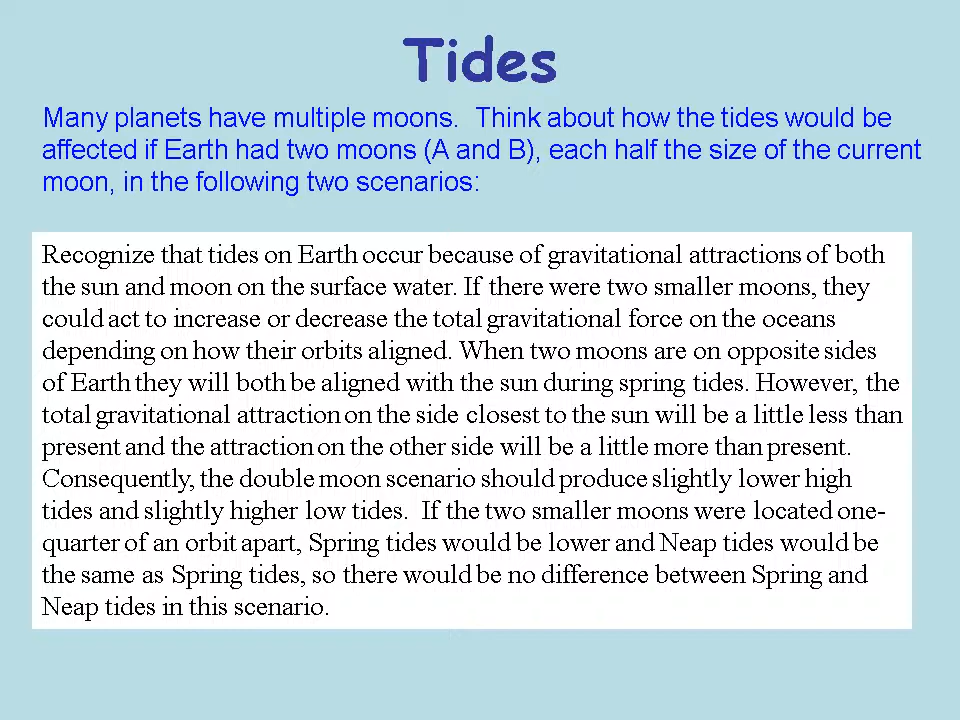 Tides
Many planets have multiple moons.  Think about how the tides would be
affected if Earth had two moons (A and B), each half the size of the current
moon, in the following two scenarios:
Recognize that tides on Earth occur because of gravitational attractions of both
the sun and moon on the surface water. If there were two smaller moons, they
could act to increase or decrease the total gravitational force on the oceans
depending on how their orbits aligned. When two moons are on opposite sides
of Earth they will both be aligned with the sun during spring tides. However, the
total gravitational attraction on the side closest to the sun will be a little less than
present and the attraction on the other side will be a little more than present.
Consequently, the double moon scenario should produce slightly lower high
tides and slightly higher low tides.  If the two smaller moons were located one-
quarter of an orbit apart, Spring tides would be lower and Neap tides would be
the same as Spring tides, so there would be no difference between Spring and
Neap tides in this scenario.